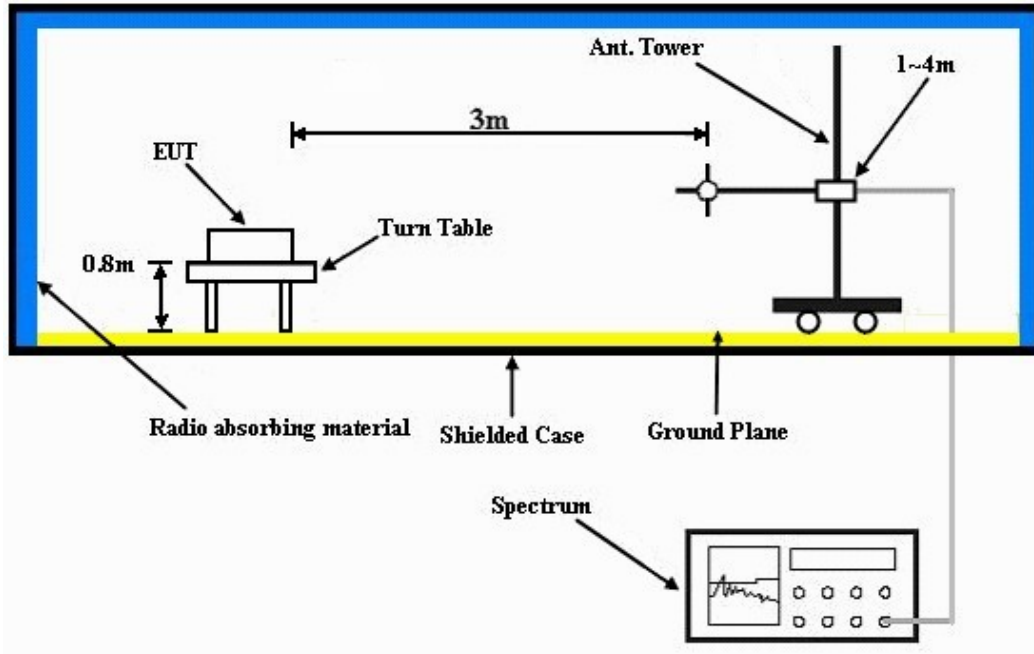 Ant. Tower
1~4m
3m
EUT
Turn Table
0.8m
Radio absorbing material
Shielded Case
Ground Plane
Spectrum